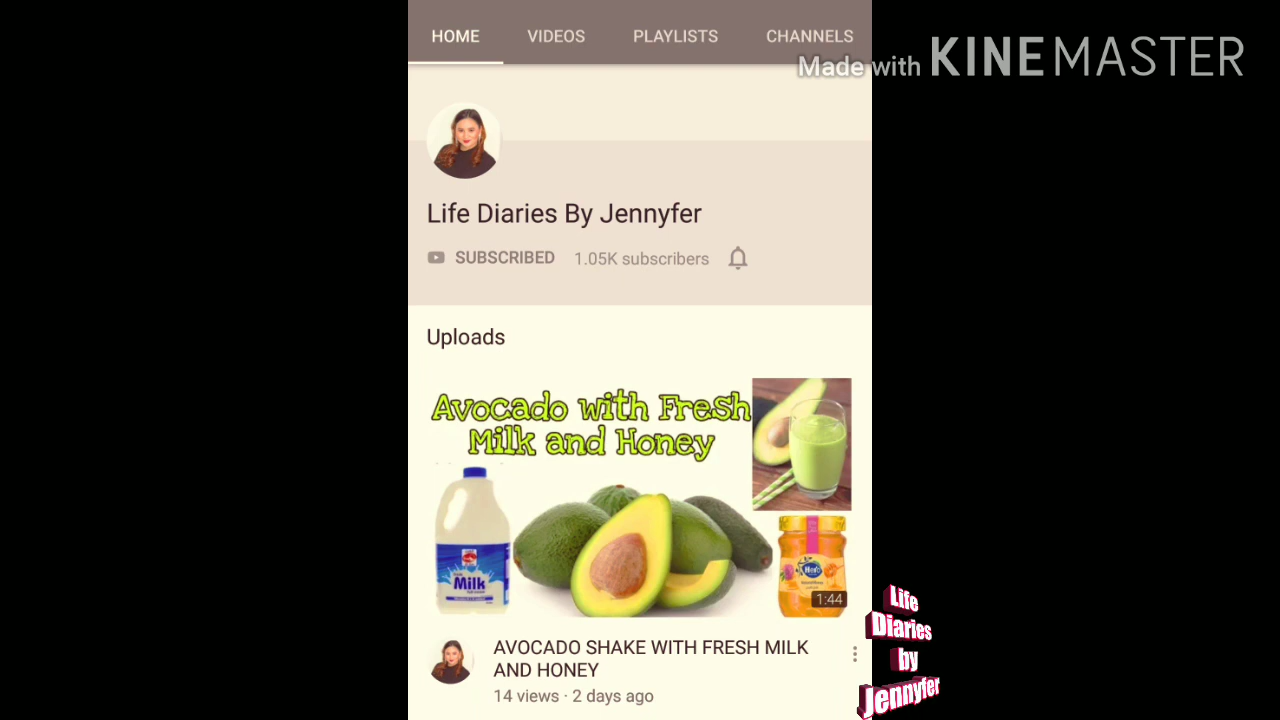 HOME VIDEOS PLAYLISTS CHANNELS
Made with KINEMASTER
Life Diaries By Jennyfer
SUBSCRIBED 1.05K subscribers
Uploads
Avocado with Fresh
Milk and Honey
Milk
Hero
1:44
AVOCADO SHAKE WITH FRESH MILK
AND HONEY
14 views · 2 days ago
Life
Diaries
by
Jennyfer